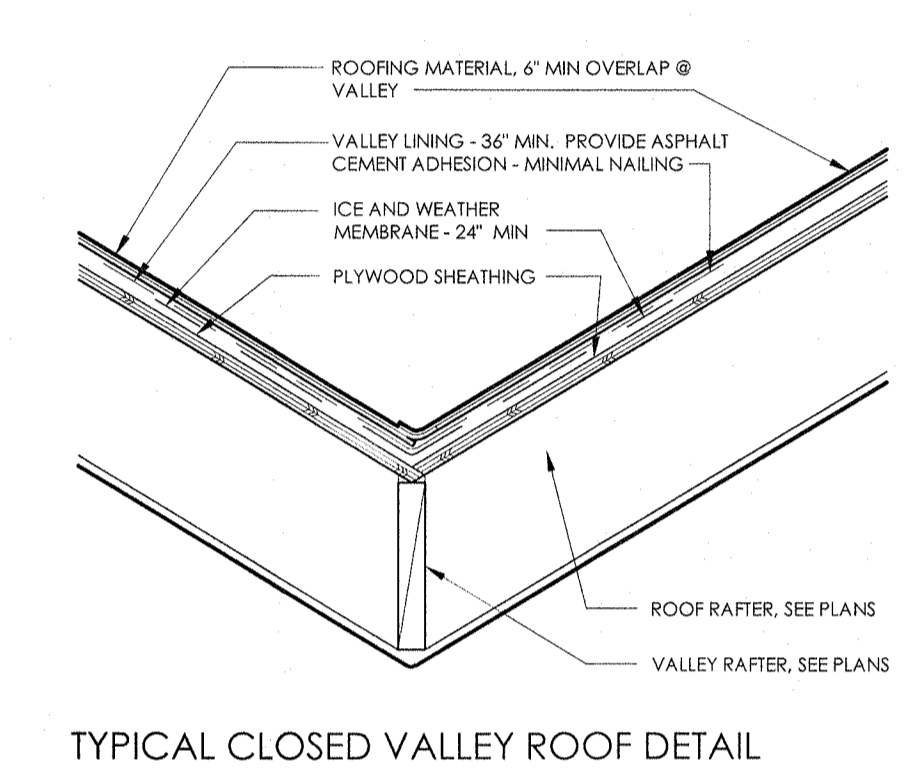 ROOFING MATERIAL, 6" MIN OVERLAP @
VALLEY
VALLEY LINING - 36" MIN. PROVIDE ASPHALT
CEMENT ADHESION - MINIMAL NAILING
ICE AND WEATHER
MEMBRANE - 24" MIN
PLYWOOD SHEATHING
ROOF RAFTER, SEE PLANS
VALLEY RAFTER, SEE PLANS
TYPICAL CLOSED VALLEY ROOF DETAIL